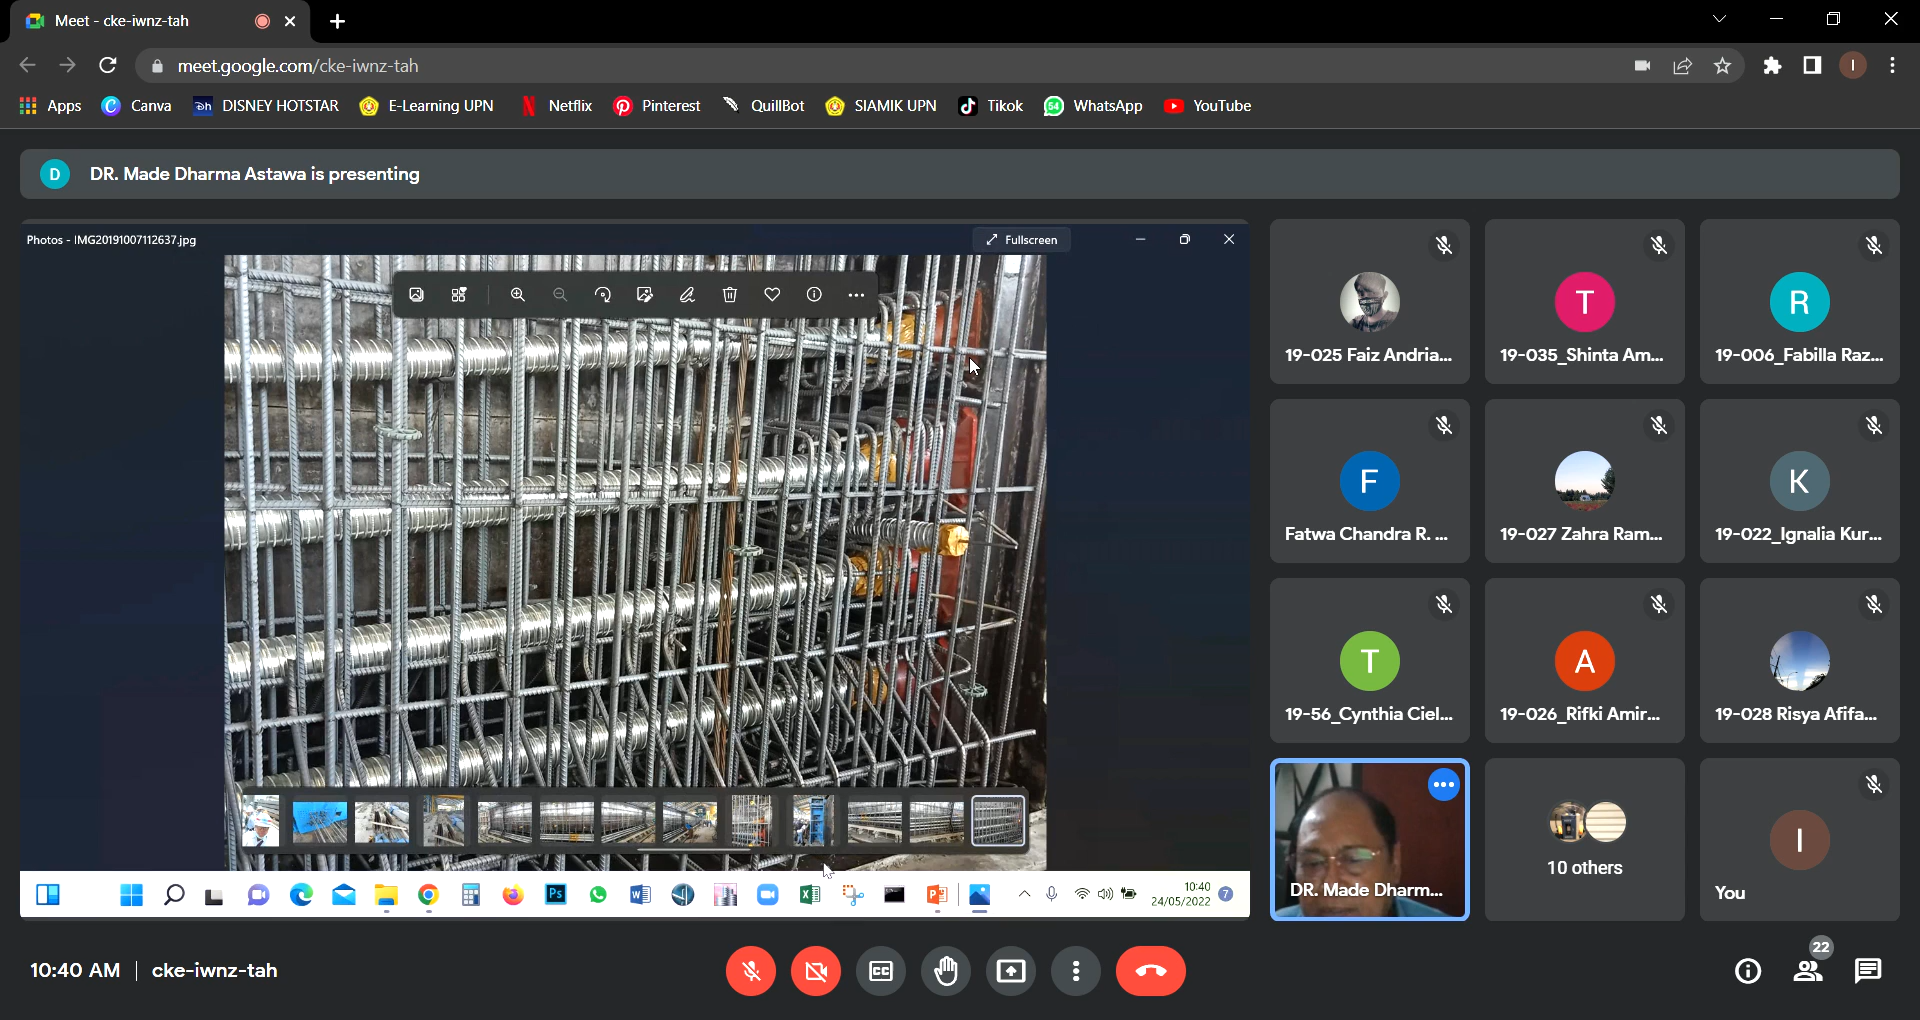 Meet - cke-iwnz-tah
meet.google.com/cke-iwnz-tah
I
Apps
Canva
DISNEY HOTSTAR
E-Learning UPN
Netflix
Pinterest
QuillBot
SIAMIK UPN
Tikok
WhatsApp
YouTube
D
DR. Made Dharma Astawa is presenting
Photos - IMG20191007112637.jpg
Fullscreen
19-025 Faiz Andria...
T
19-035_Shinta Am...
R
19-006_Fabilla Raz...
F
Fatwa Chandra R. ...
19-027 Zahra Ram...
K
19-022_Ignalia Kur...
T
19-56_Cynthia Ciel...
A
19-026_Rifki Amir...
19-028 Risya Afifa...
DR. Made Dharm...
10 others
I
You
Ps
10:40
24/05/2022
7
10:40 AM | cke-iwnz-tah
CC
22